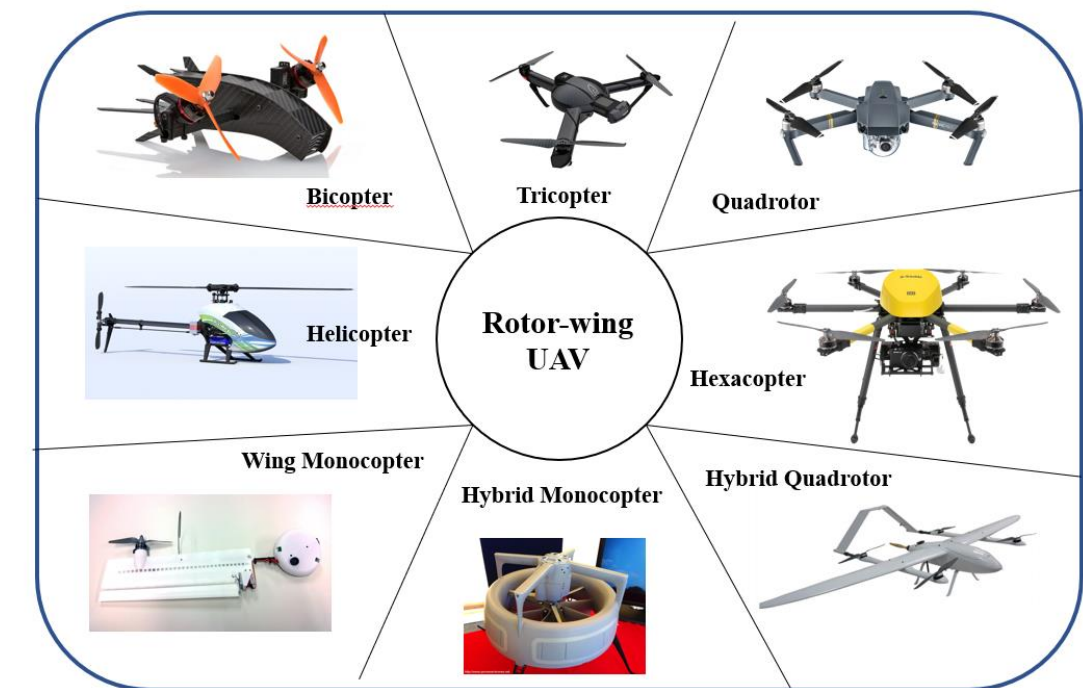 Bicopter
Tricopter
Quadrotor
Helicopter
Rotor-wing
UAV
Hexacopter
Wing Monocopter
Hybrid Monocopter
Hybrid Quadrotor